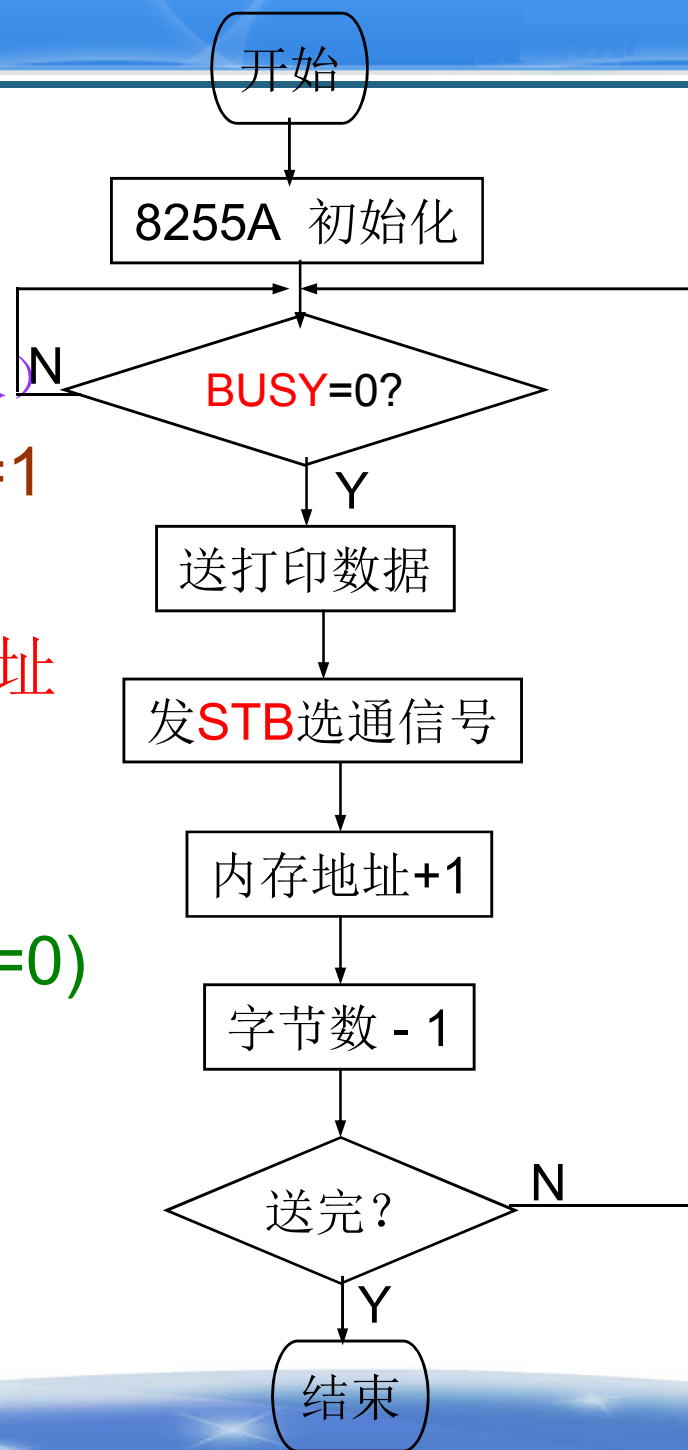 开始
8255A 初始化
N
)
BUSY=0?
=1
Y
送打印数据
址
发STB选通信号
内存地址+1
=0)
字节数 - 1
N
送完?
Y
结束